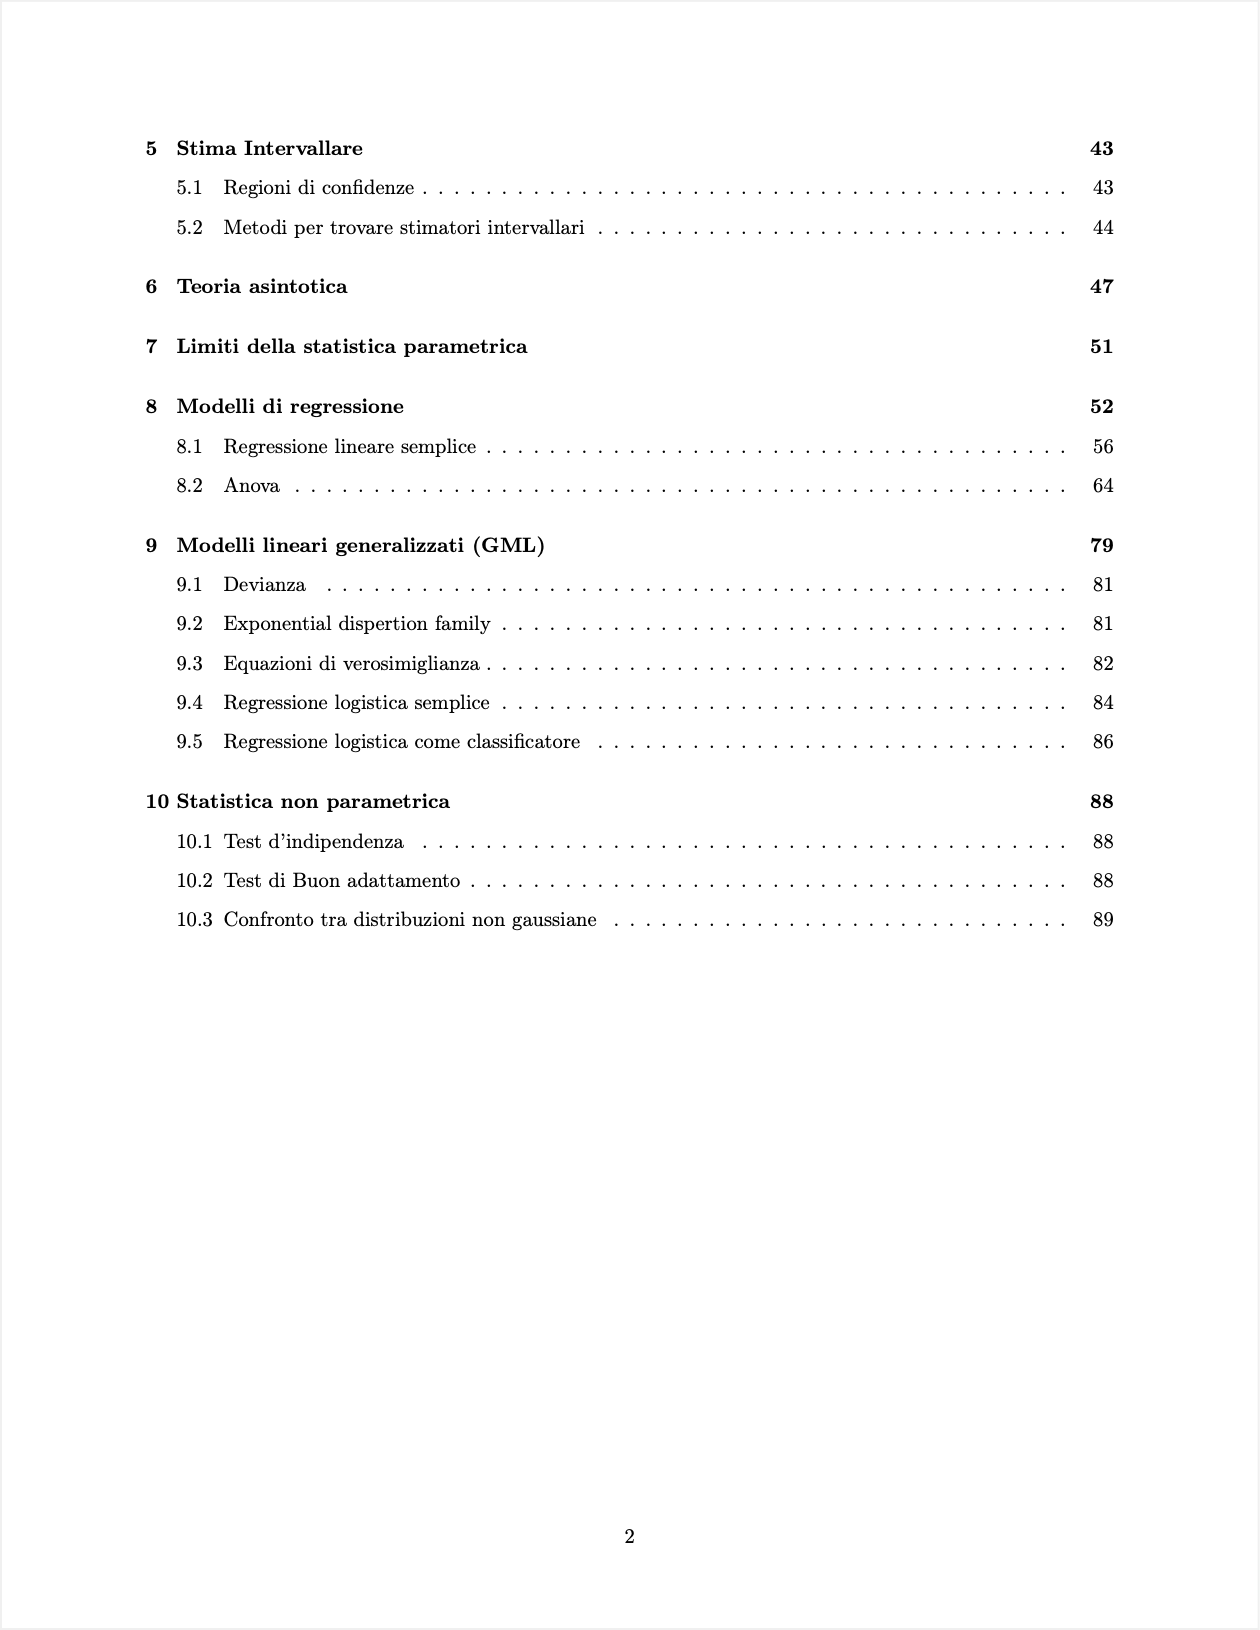 5 Stima Intervallare 43
5.1 Regioni di confidenze . . . . . . . . . . . . . . . . . . . . . . . . . . . . . . . . . . . . . . . . . 43
5.2 Metodi per trovare stimatori intervallari . . . . . . . . . . . . . . . . . . . . . . . . . . . . . . 44
6 Teoria asintotica 47
7 Limiti della statistica parametrica 51
8 Modelli di regressione 52
8.1 Regressione lineare semplice . . . . . . . . . . . . . . . . . . . . . . . . . . . . . . . . . . . . . 56
8.2 Anova . . . . . . . . . . . . . . . . . . . . . . . . . . . . . . . . . . . . . . . . . . . . . . . . . 64
9 Modelli lineari generalizzati (GML) 79
9.1 Devianza . . . . . . . . . . . . . . . . . . . . . . . . . . . . . . . . . . . . . . . . . . . . . . . 81
9.2 Exponential dispertion family . . . . . . . . . . . . . . . . . . . . . . . . . . . . . . . . . . . . 81
9.3 Equazioni di verosimiglianza . . . . . . . . . . . . . . . . . . . . . . . . . . . . . . . . . . . . . 82
9.4 Regressione logistica semplice . . . . . . . . . . . . . . . . . . . . . . . . . . . . . . . . . . . . 84
9.5 Regressione logistica come classificatore . . . . . . . . . . . . . . . . . . . . . . . . . . . . . . 86
10 Statistica non parametrica 88
10.1 Test d'indipendenza . . . . . . . . . . . . . . . . . . . . . . . . . . . . . . . . . . . . . . . . . 88
10.2 Test di Buon adattamento . . . . . . . . . . . . . . . . . . . . . . . . . . . . . . . . . . . . . . 88
10.3 Confronto tra distribuzioni non gaussiane . . . . . . . . . . . . . . . . . . . . . . . . . . . . . 89
2